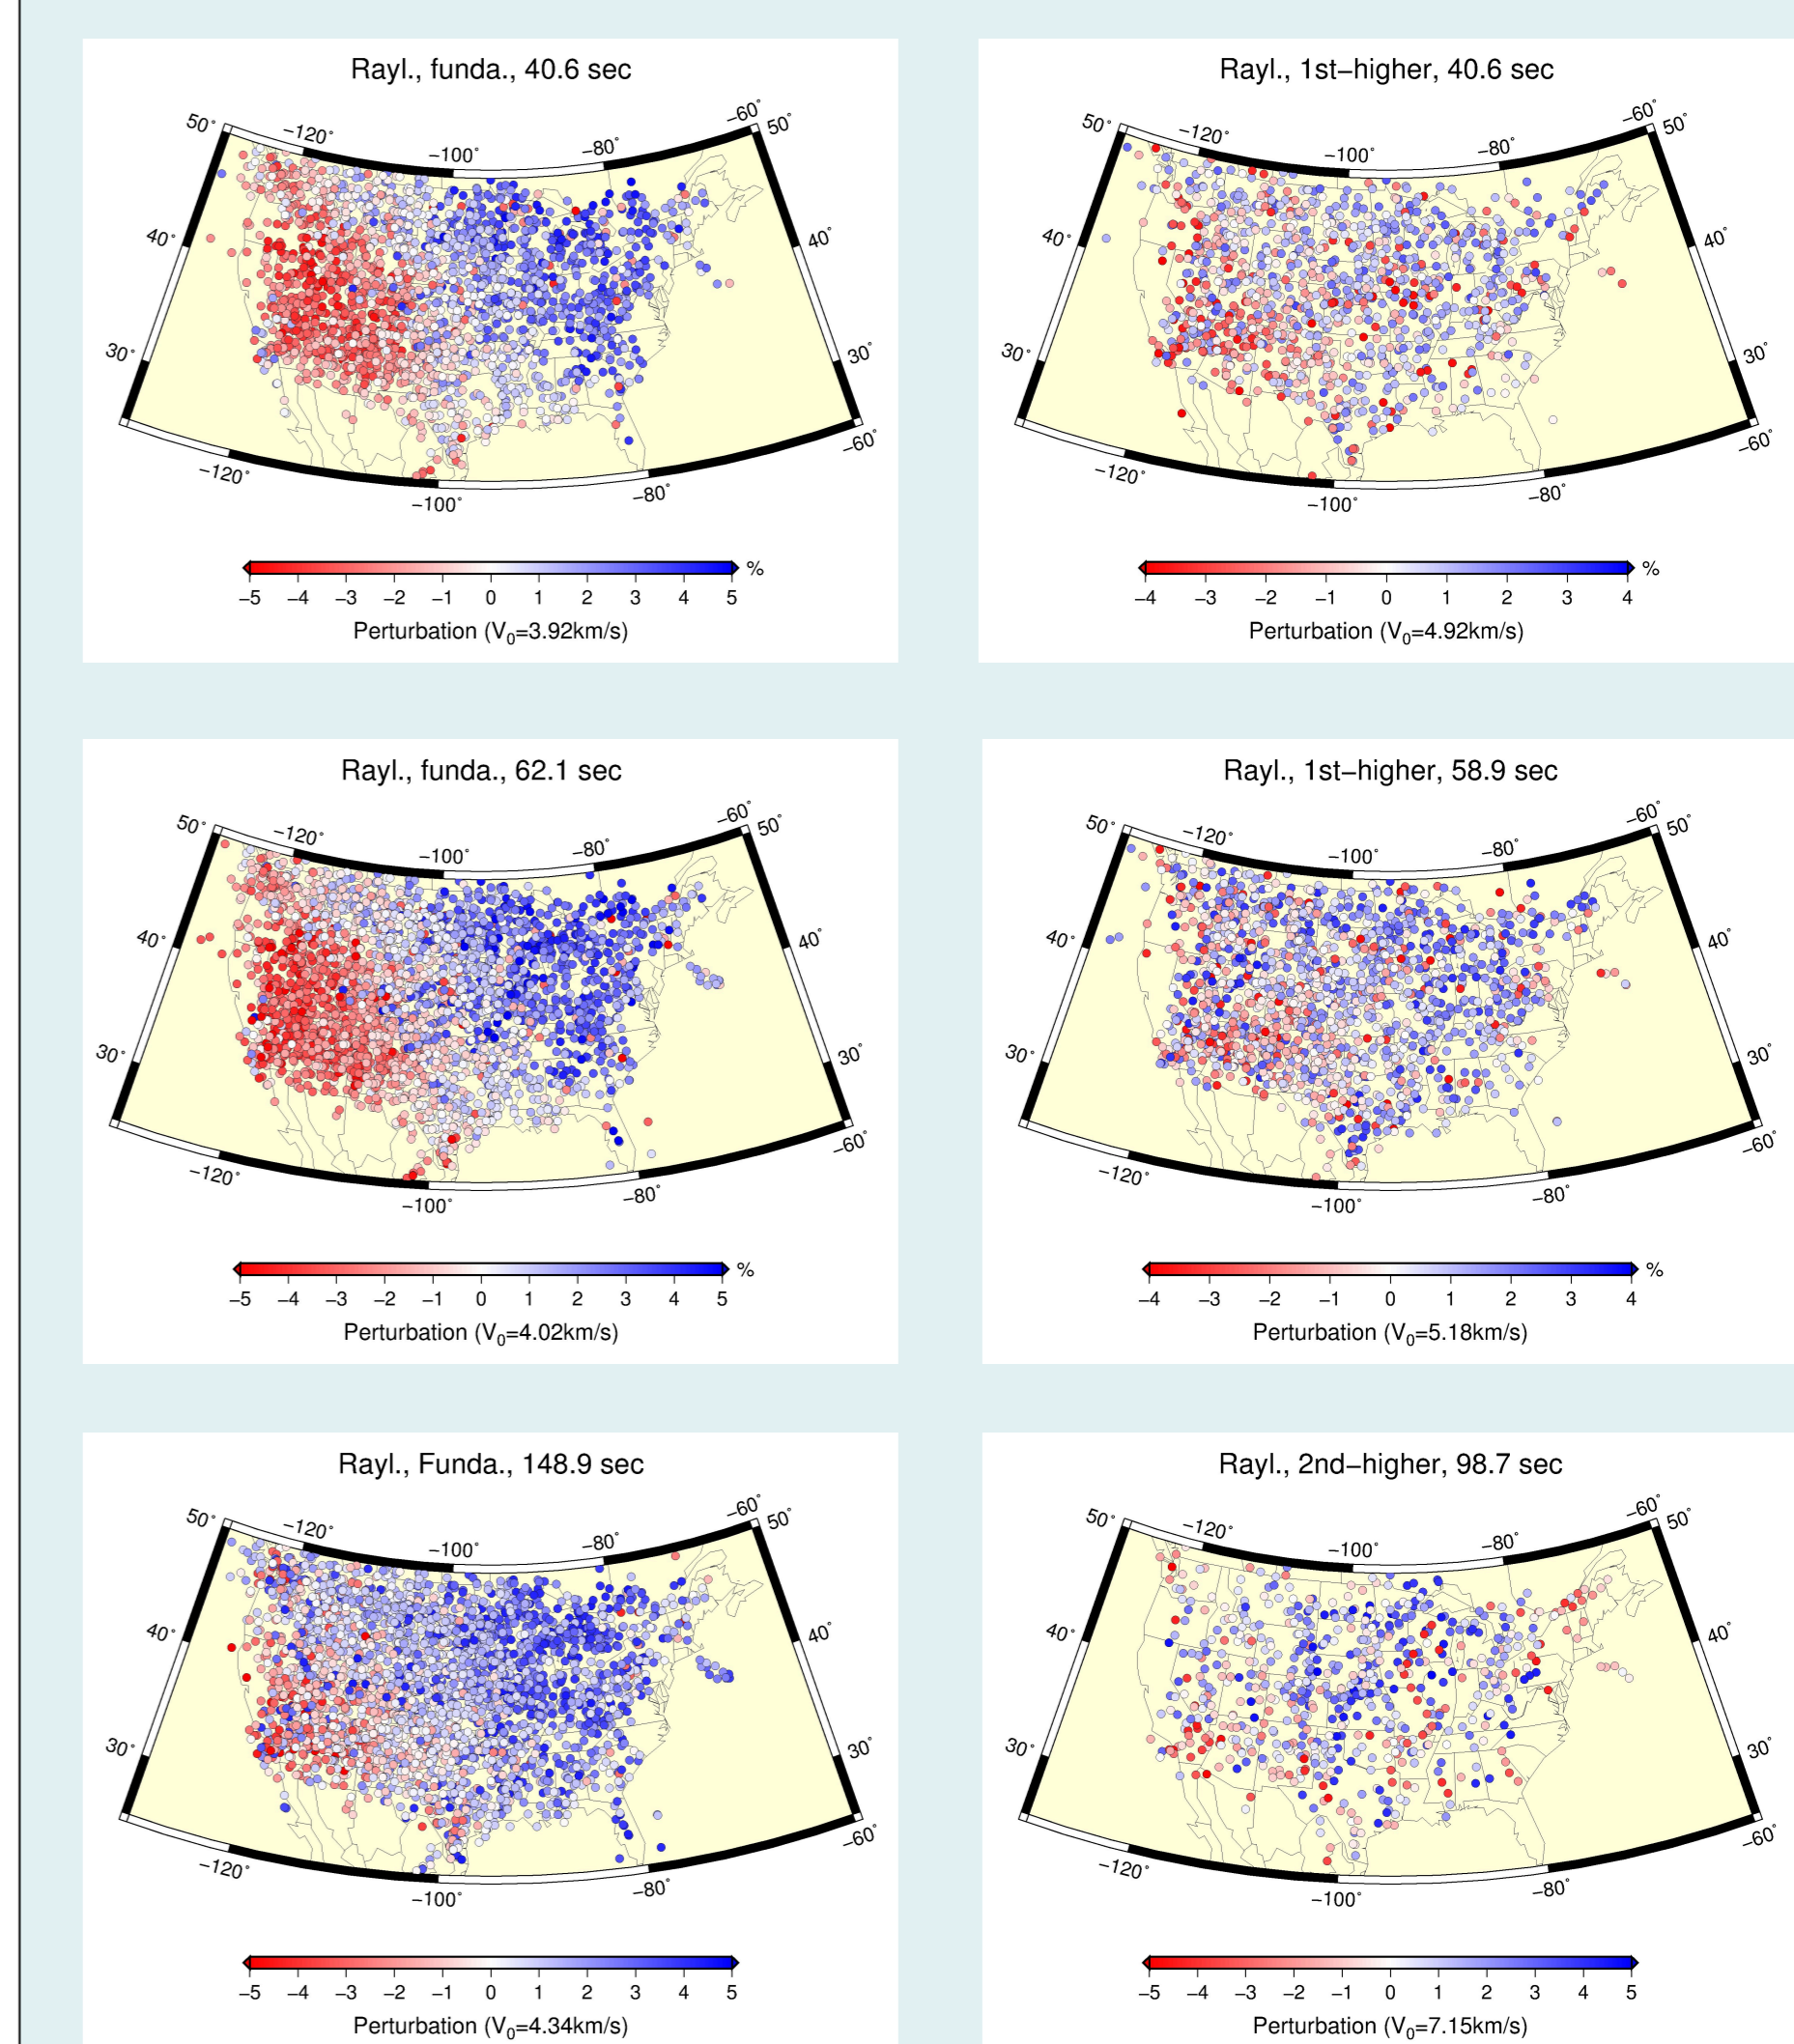 Rayl., funda., 40.6 sec
50° −120° −100° −80° −60° 50°
40° 40°
30° 30°
−120° −100° −80° −60°
%
−5 −4 −3 −2 −1 0 1 2 3 4 5
Perturbation (V0=3.92km/s)
Rayl., 1st−higher, 40.6 sec
50° −120° −100° −80° −60° 50°
40° 40°
30° 30°
−120° −100° −80° −60°
%
−4 −3 −2 −1 0 1 2 3 4
Perturbation (V0=4.92km/s)
Rayl., funda., 62.1 sec
50° −120° −100° −80° −60° 50°
40° 40°
30° 30°
−120° −100° −80° −60°
%
−5 −4 −3 −2 −1 0 1 2 3 4 5
Perturbation (V0=4.02km/s)
Rayl., 1st−higher, 58.9 sec
50° −120° −100° −80° −60° 50°
40° 40°
30° 30°
−120° −100° −80° −60°
%
−4 −3 −2 −1 0 1 2 3 4
Perturbation (V0=5.18km/s)
Rayl., Funda., 148.9 sec
50° −120° −100° −80° −60° 50°
40° 40°
30° 30°
−120° −100° −80° −60°
%
−5 −4 −3 −2 −1 0 1 2 3 4 5
Perturbation (V0=4.34km/s)
Rayl., 2nd−higher, 98.7 sec
50° −120° −100° −80° −60° 50°
40° 40°
30° 30°
−120° −100° −80° −60°
%
−5 −4 −3 −2 −1 0 1 2 3 4 5
Perturbation (V0=7.15km/s)